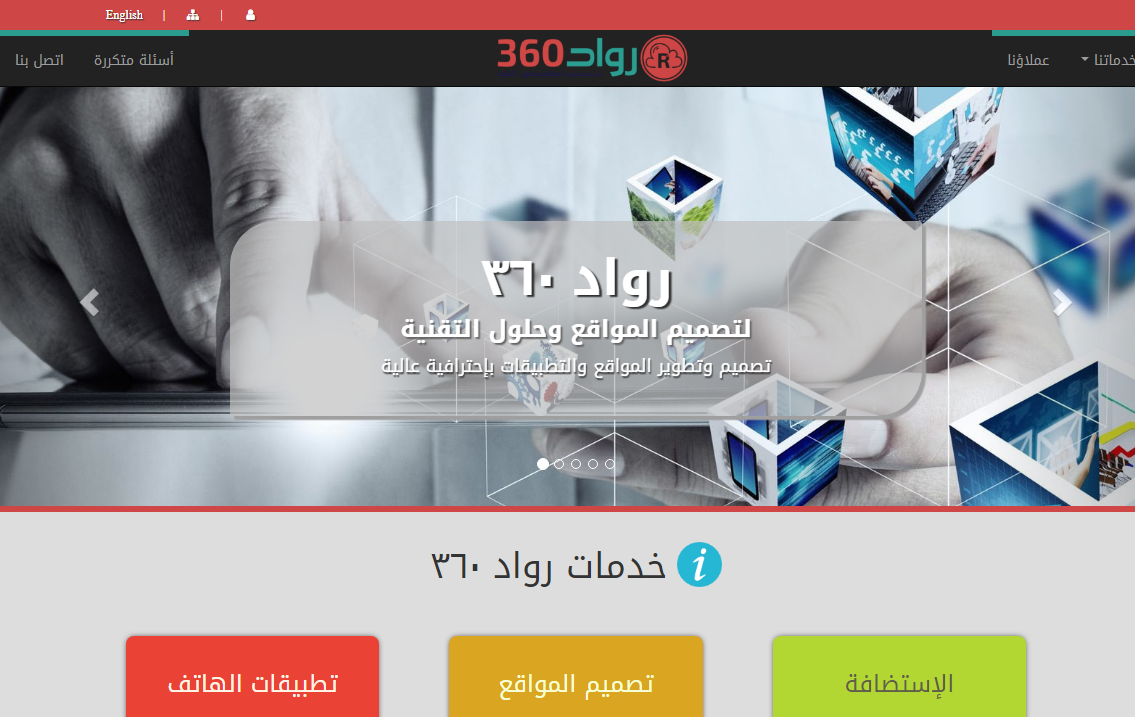 English | |
خدماتنا
عملاؤنا
رواد360
R
أسئلة متكررة
اتصل بنا
رواد ٣٦٠
لتصميم المواقع وحلول التقنية
تصميم وتطوير المواقع والتطبيقات بإحترافية عالية
i خدمات رواد ٣٦٠
الإستضافة
تصميم المواقع
تطبيقات الهاتف